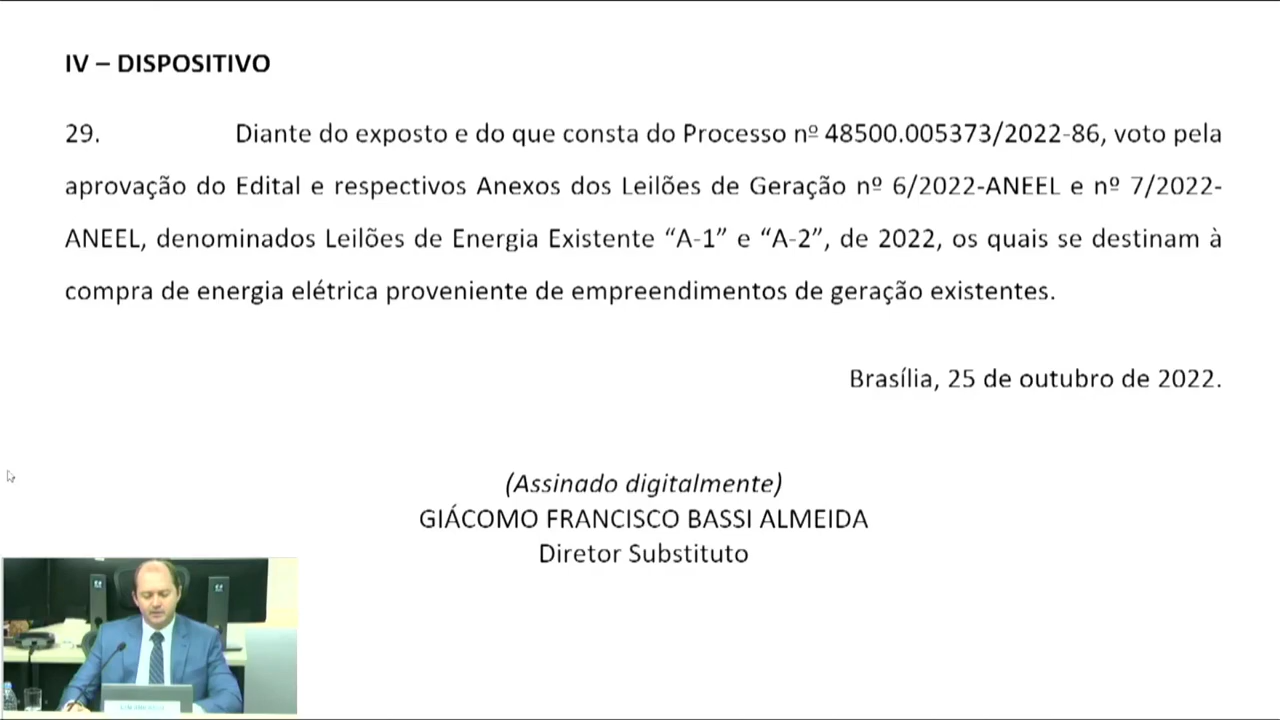 IV – DISPOSITIVO
29. Diante do exposto e do que consta do Processo nº 48500.005373/2022-86, voto pela
aprovação do Edital e respectivos Anexos dos Leilões de Geração nº 6/2022-ANEEL e nº 7/2022-
ANEEL, denominados Leilões de Energia Existente “A-1” e “A-2”, de 2022, os quais se destinam à
compra de energia elétrica proveniente de empreendimentos de geração existentes.
Brasília, 25 de outubro de 2022.
(Assinado digitalmente)
GIÁCOMO FRANCISCO BASSI ALMEIDA
Diretor Substituto